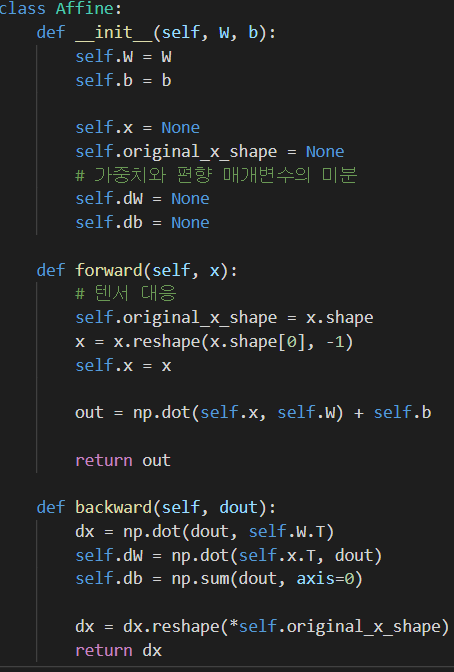 class Affine:
    def __init__(self, W, b):
        self.W = W
        self.b = b

        self.x = None
        self.original_x_shape = None
        # 가중치와 편향 매개변수의 미분
        self.dW = None
        self.db = None

    def forward(self, x):
        # 텐서 대응
        self.original_x_shape = x.shape
        x = x.reshape(x.shape[0], -1)
        self.x = x

        out = np.dot(self.x, self.W) + self.b

        return out

    def backward(self, dout):
        dx = np.dot(dout, self.W.T)
        self.dW = np.dot(self.x.T, dout)
        self.db = np.sum(dout, axis=0)

        dx = dx.reshape(*self.original_x_shape)
        return dx